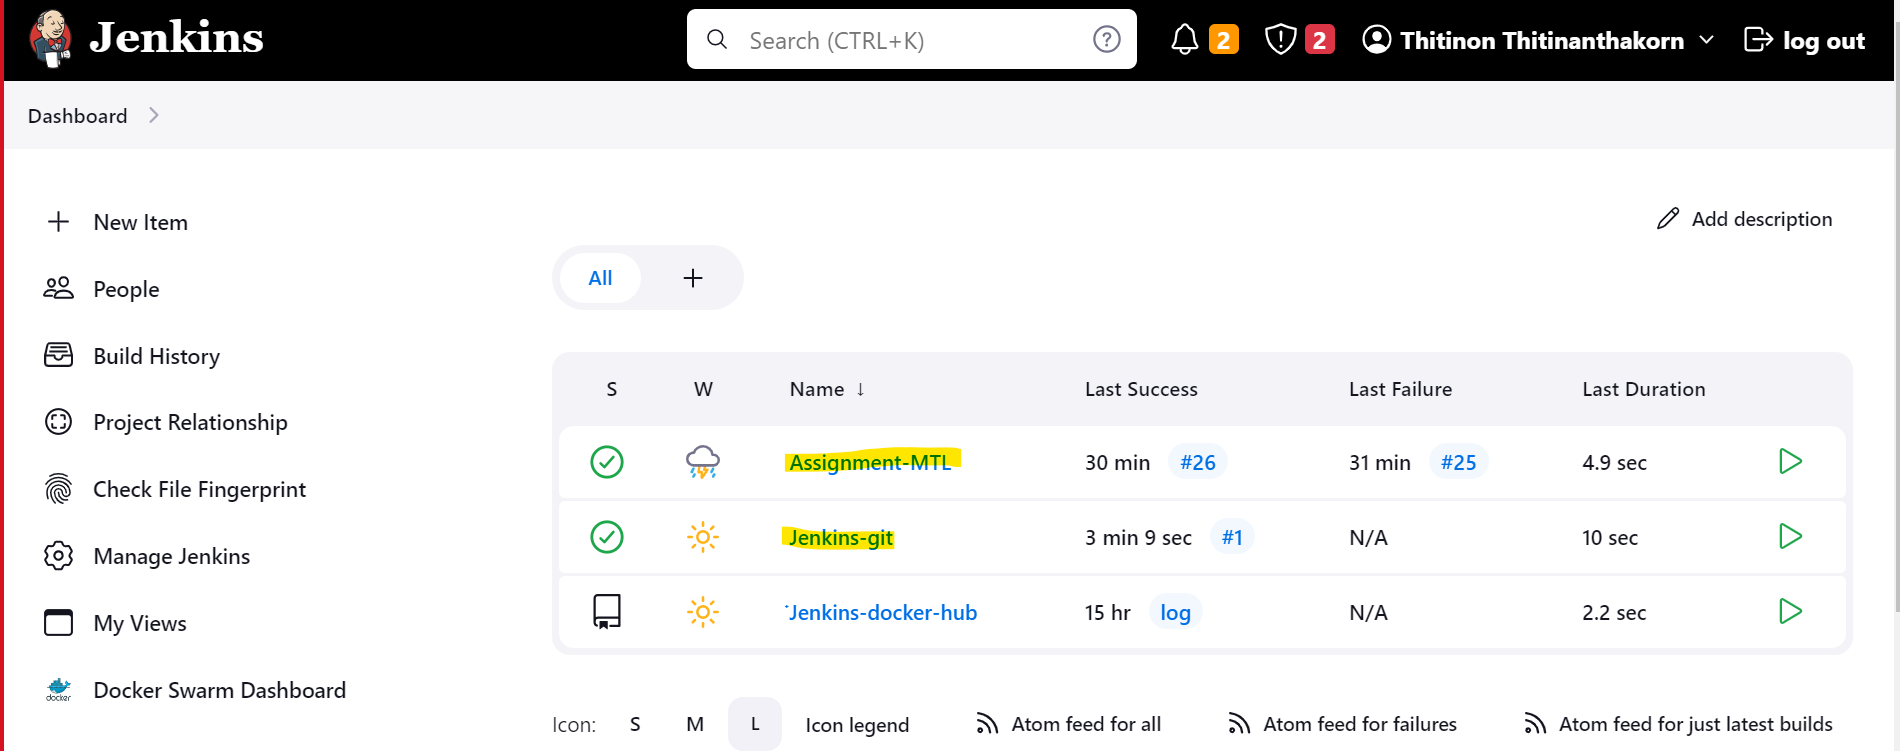 Jenkins
Search (CTRL+K)
?
2
2
Thitinon Thitinanthakorn
log out
Dashboard
New Item
People
Build History
Project Relationship
Check File Fingerprint
Manage Jenkins
My Views
docker
Docker Swarm Dashboard
Add description
All
+
S W Name ↓ Last Success Last Failure Last Duration
Assignment-MTL 30 min #26 31 min #25 4.9 sec
Jenkins-git 3 min 9 sec #1 N/A 10 sec
Jenkins-docker-hub 15 hr log N/A 2.2 sec
Icon: S M L Icon legend Atom feed for all Atom feed for failures Atom feed for just latest builds